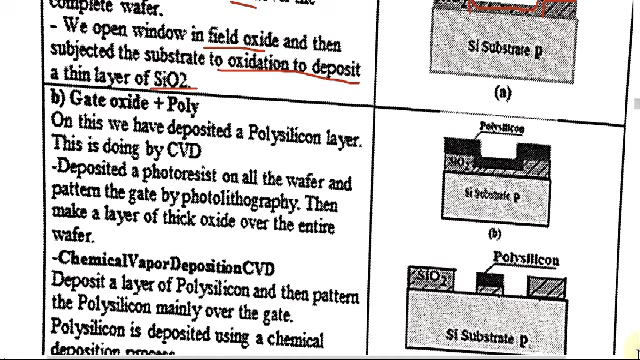 complete wafer.
- We open window in field oxide and then
subjected the substrate to oxidation to deposit
a thin layer of SiO2.
b) Gate oxide + Poly
On this we have deposited a Polysilicon layer.
This is doing by CVD
-Deposited a photoresist on all the wafer and
pattern the gate by photolithography. Then
make a layer of thick oxide over the entire
wafer.
-ChemicalVaporDepositionCVD
Deposit a layer of Polysilicon and then pattern
the Polysilicon mainly over the gate.
Polysilicon is deposited using a chemical
deposition process
Si Substrate P
(a)
Polysilicon
SiO2
Si Substrate P
(b)
Polysilicon
SiO2
Si Substrate P